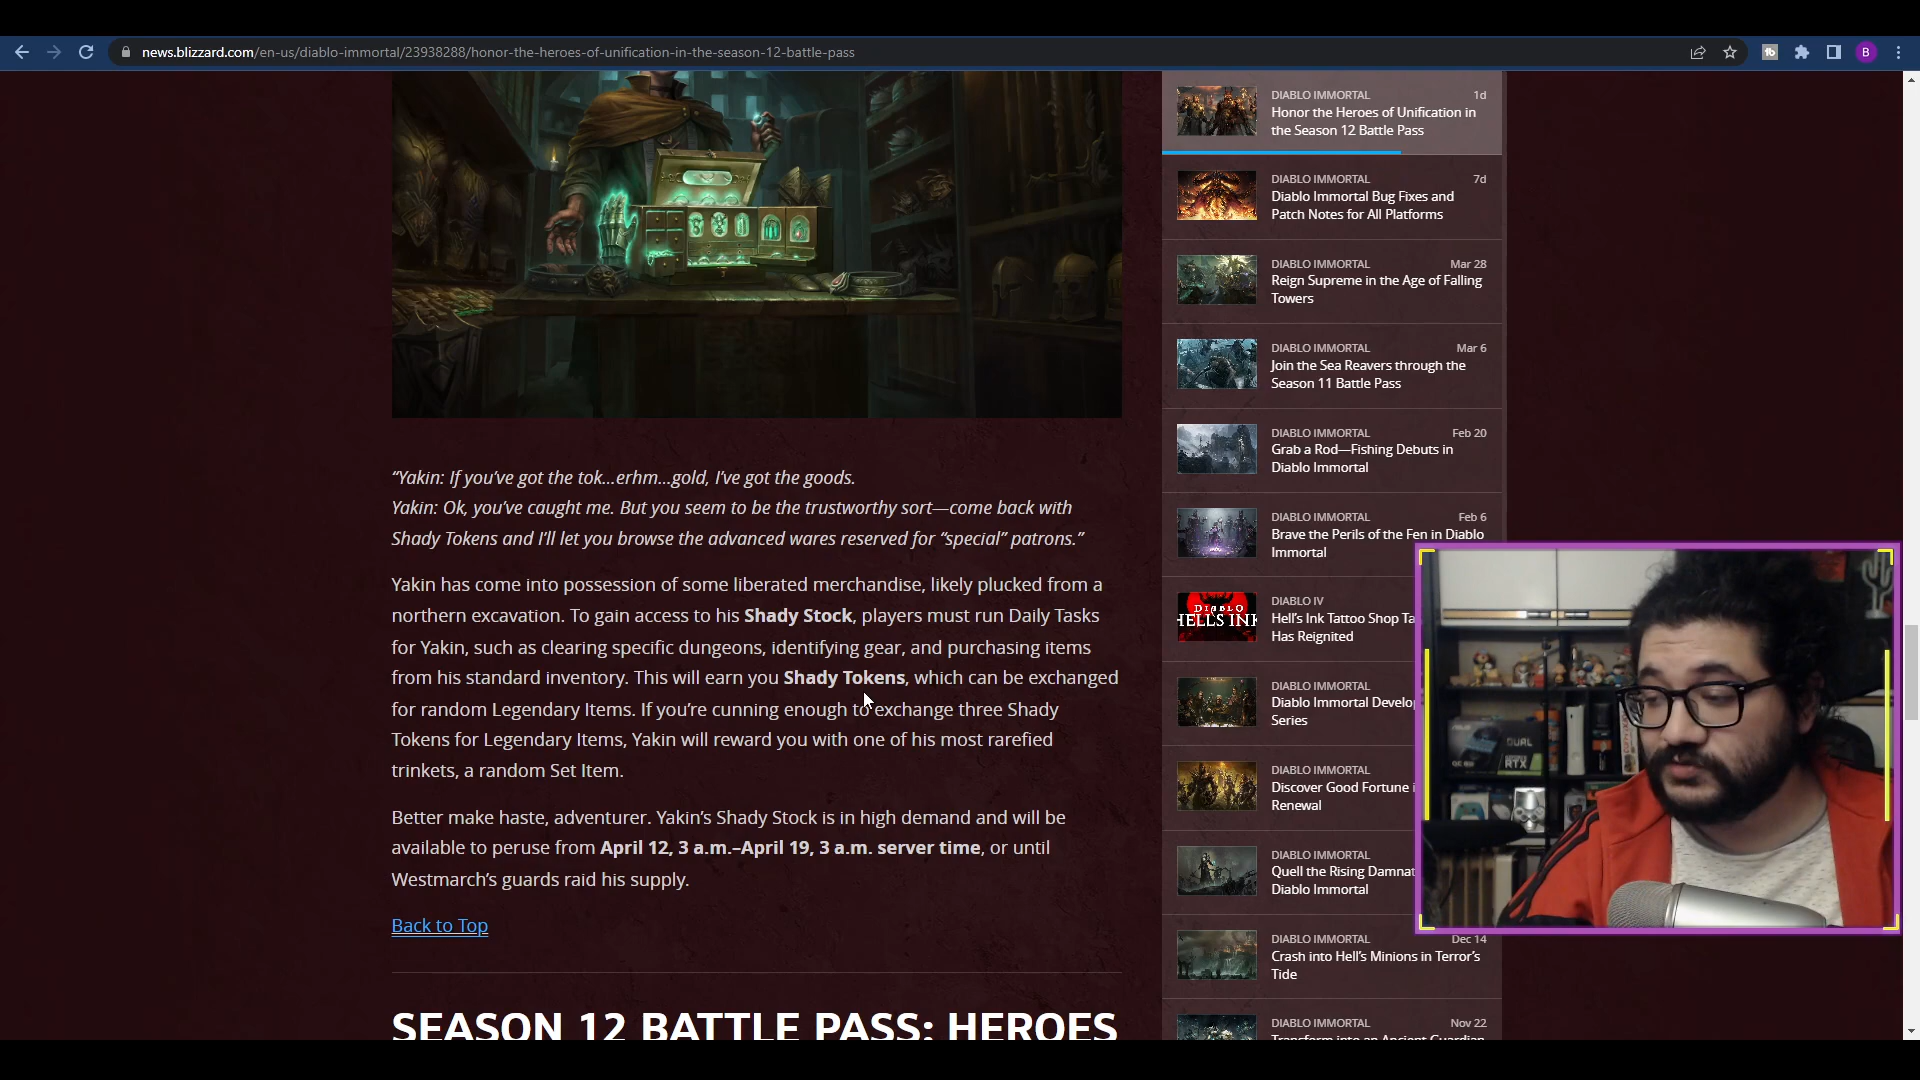 news.blizzard.com/en-us/diablo-immortal/23938288/honor-the-heroes-of-unification-in-the-season-12-battle-pass
B
“Yakin: If you’ve got the tok...erhm...gold, I’ve got the goods.
Yakin: Ok, you’ve caught me. But you seem to be the trustworthy sort—come back with
Shady Tokens and I’ll let you browse the advanced wares reserved for “special” patrons.”
Yakin has come into possession of some liberated merchandise, likely plucked from a
northern excavation. To gain access to his Shady Stock, players must run Daily Tasks
for Yakin, such as clearing specific dungeons, identifying gear, and purchasing items
from his standard inventory. This will earn you Shady Tokens, which can be exchanged
for random Legendary Items. If you’re cunning enough to exchange three Shady
Tokens for Legendary Items, Yakin will reward you with one of his most rarefied
trinkets, a random Set Item.
Better make haste, adventurer. Yakin’s Shady Stock is in high demand and will be
available to peruse from April 12, 3 a.m.–April 19, 3 a.m. server time, or until
Westmarch’s guards raid his supply.
Back to Top
SEASON 12 BATTLE PASS: HEROES
DIABLO IMMORTAL 1d
Honor the Heroes of Unification in
the Season 12 Battle Pass
DIABLO IMMORTAL 7d
Diablo Immortal Bug Fixes and
Patch Notes for All Platforms
DIABLO IMMORTAL Mar 28
Reign Supreme in the Age of Falling
Towers
DIABLO IMMORTAL Mar 6
Join the Sea Reavers through the
Season 11 Battle Pass
DIABLO IMMORTAL Feb 20
Grab a Rod—Fishing Debuts in
Diablo Immortal
DIABLO IMMORTAL Feb 6
Brave the Perils of the Fen in Diablo
Immortal
DIABLO
HELL'S INK
DIABLO IV
Hell’s Ink Tattoo Shop Ta
Has Reignited
DIABLO IMMORTAL
Diablo Immortal Develo
Series
DIABLO IMMORTAL
Discover Good Fortune i
Renewal
DIABLO IMMORTAL
Quell the Rising Damnat
Diablo Immortal
DIABLO IMMORTAL Dec 14
Crash into Hell’s Minions in Terror’s
Tide
DIABLO IMMORTAL Nov 22
Transform into an Ancient Guardian
DUAL
RTX